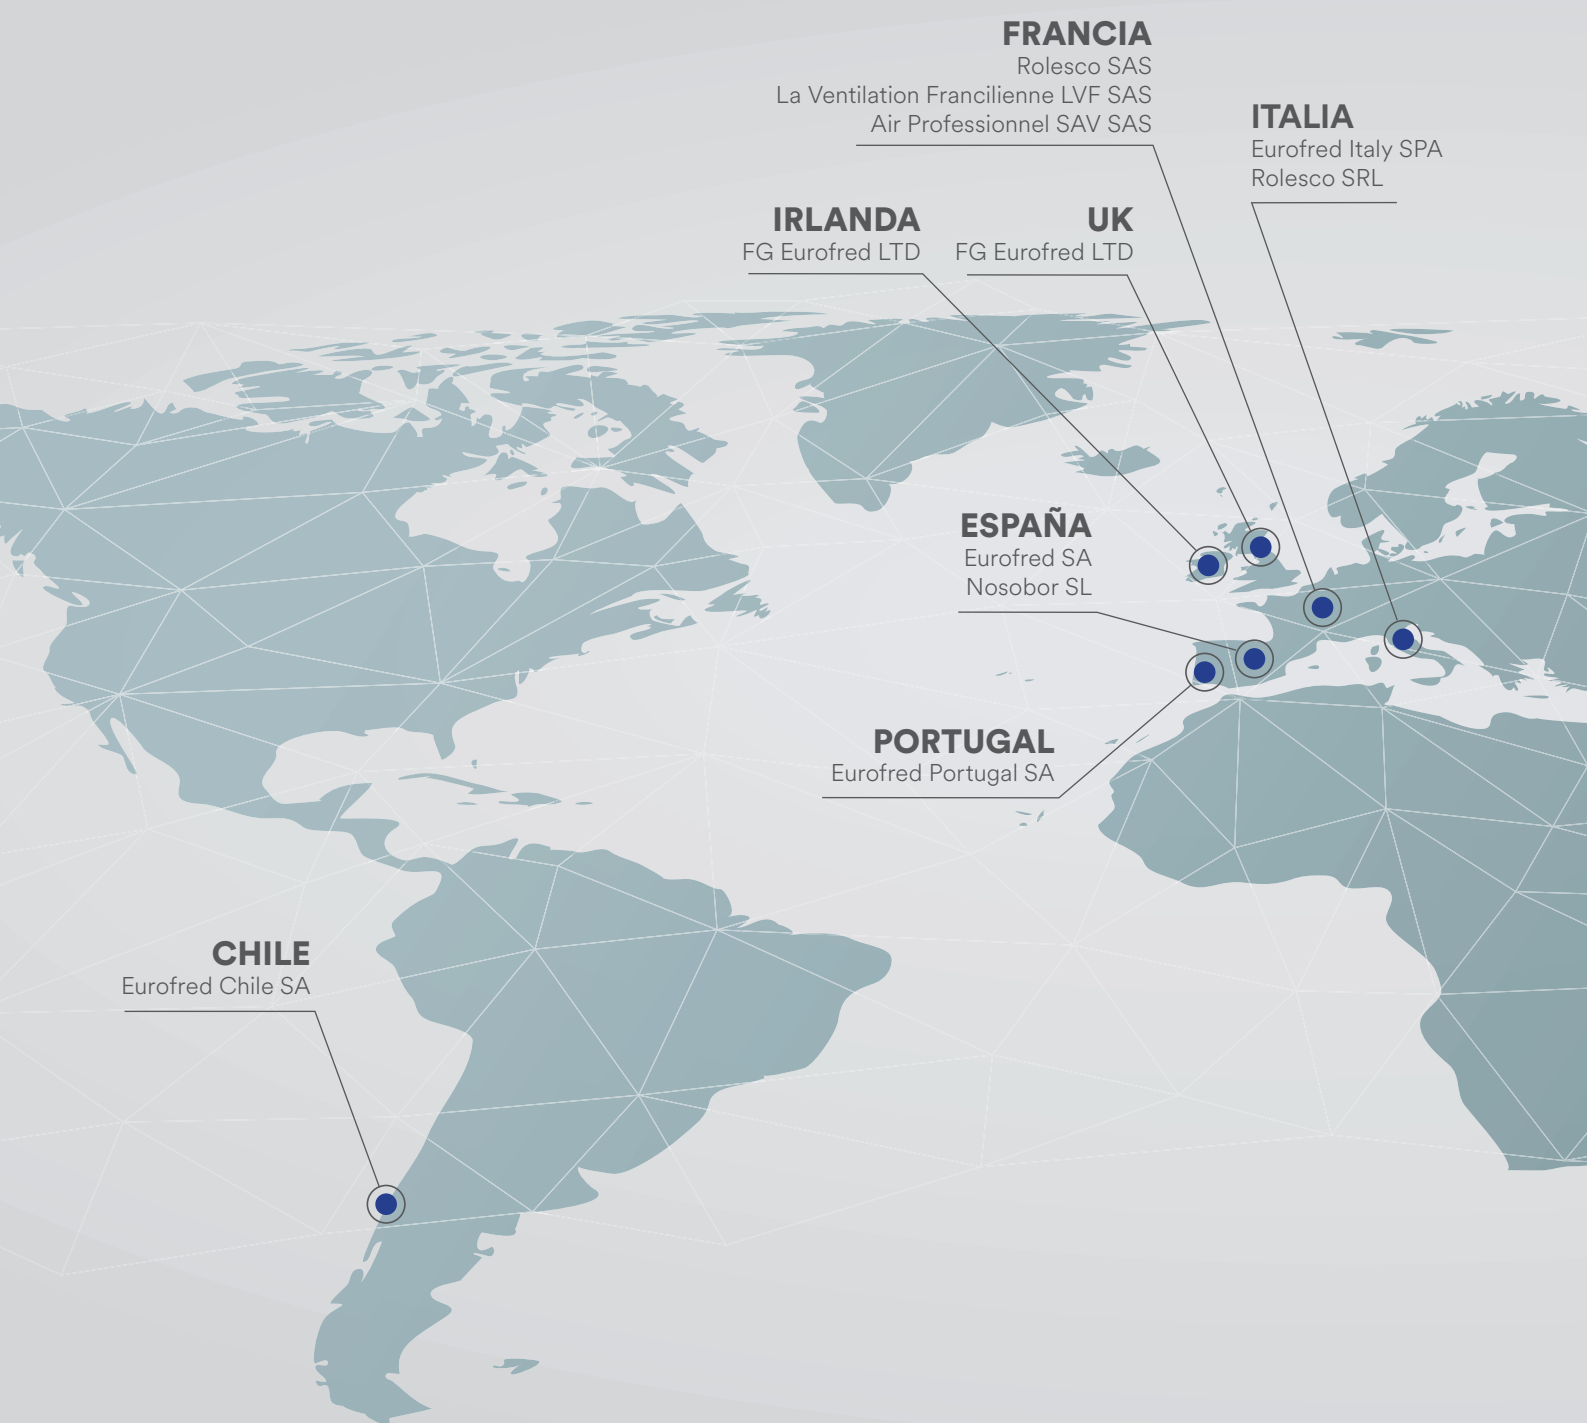 FRANCIA
Rolesco SAS
La Ventilation Francilienne LVF SAS
Air Professionnel SAV SAS
ITALIA
Eurofred Italy SPA
Rolesco SRL
IRLANDA
FG Eurofred LTD
UK
FG Eurofred LTD
ESPAÑA
Eurofred SA
Nosobor SL
PORTUGAL
Eurofred Portugal SA
CHILE
Eurofred Chile SA